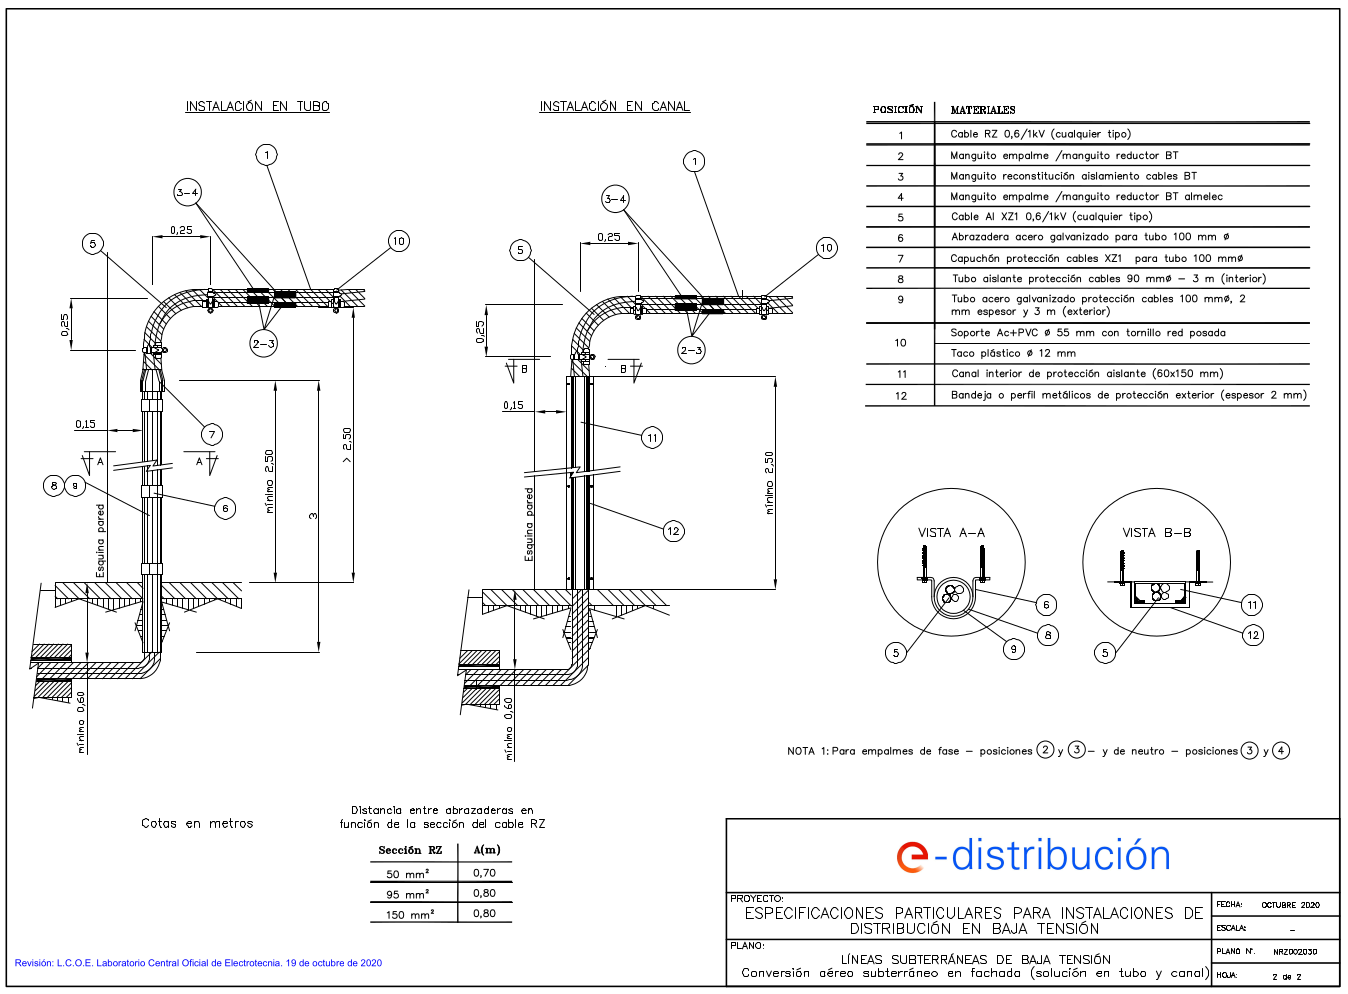 INSTALACIÓN EN TUBO
1
3-4
0,25
5
10
0,25
2-3
0,15
7
A
A
8
9
6
Esquina pared
mínimo 2,50
3
> 2,50
mínimo 0,60
INSTALACIÓN EN CANAL
1
3-4
0,25
5
10
0,25
2-3
B
B
0,15
11
12
Esquina pared
mínimo 2,50
mínimo 0,60
POSICIÓN MATERIALES
1 Cable RZ 0,6/1kV (cualquier tipo)
2 Manguito empalme /manguito reductor BT
3 Manguito reconstitución aislamiento cables BT
4 Manguito empalme /manguito reductor BT almelec
5 Cable Al XZ1 0,6/1kV (cualquier tipo)
6 Abrazadera acero galvanizado para tubo 100 mm ø
7 Capuchón protección cables XZ1 para tubo 100 mmø
8 Tubo aislante protección cables 90 mmø – 3 m (interior)
9 Tubo acero galvanizado protección cables 100 mmø, 2
mm espesor y 3 m (exterior)
10 Soporte Ac+PVC ø 55 mm con tornillo red posada
Taco plástico ø 12 mm
11 Canal interior de protección aislante (60x150 mm)
12 Bandeja o perfil metálicos de protección exterior (espesor 2 mm)
VISTA A-A
6
8
9
5
VISTA B-B
11
12
5
NOTA 1: Para empalmes de fase – posiciones 2 y 3 – y de neutro – posiciones 3 y 4
Cotas en metros
Distancia entre abrazaderas en
función de la sección del cable RZ
Sección RZ A(m)
50 mm² 0,70
95 mm² 0,80
150 mm² 0,80
Revisión: L.C.O.E. Laboratorio Central Oficial de Electrotecnia. 19 de octubre de 2020
e-distribución
PROYECTO:
ESPECIFICACIONES PARTICULARES PARA INSTALACIONES DE
DISTRIBUCIÓN EN BAJA TENSIÓN
PLANO:
LÍNEAS SUBTERRÁNEAS DE BAJA TENSIÓN
Conversión aéreo subterráneo en fachada (solución en tubo y canal)
FECHA: OCTUBRE 2020
ESCALA: –
PLANO Nº. NRZ002030
HOJA: 2 de 2